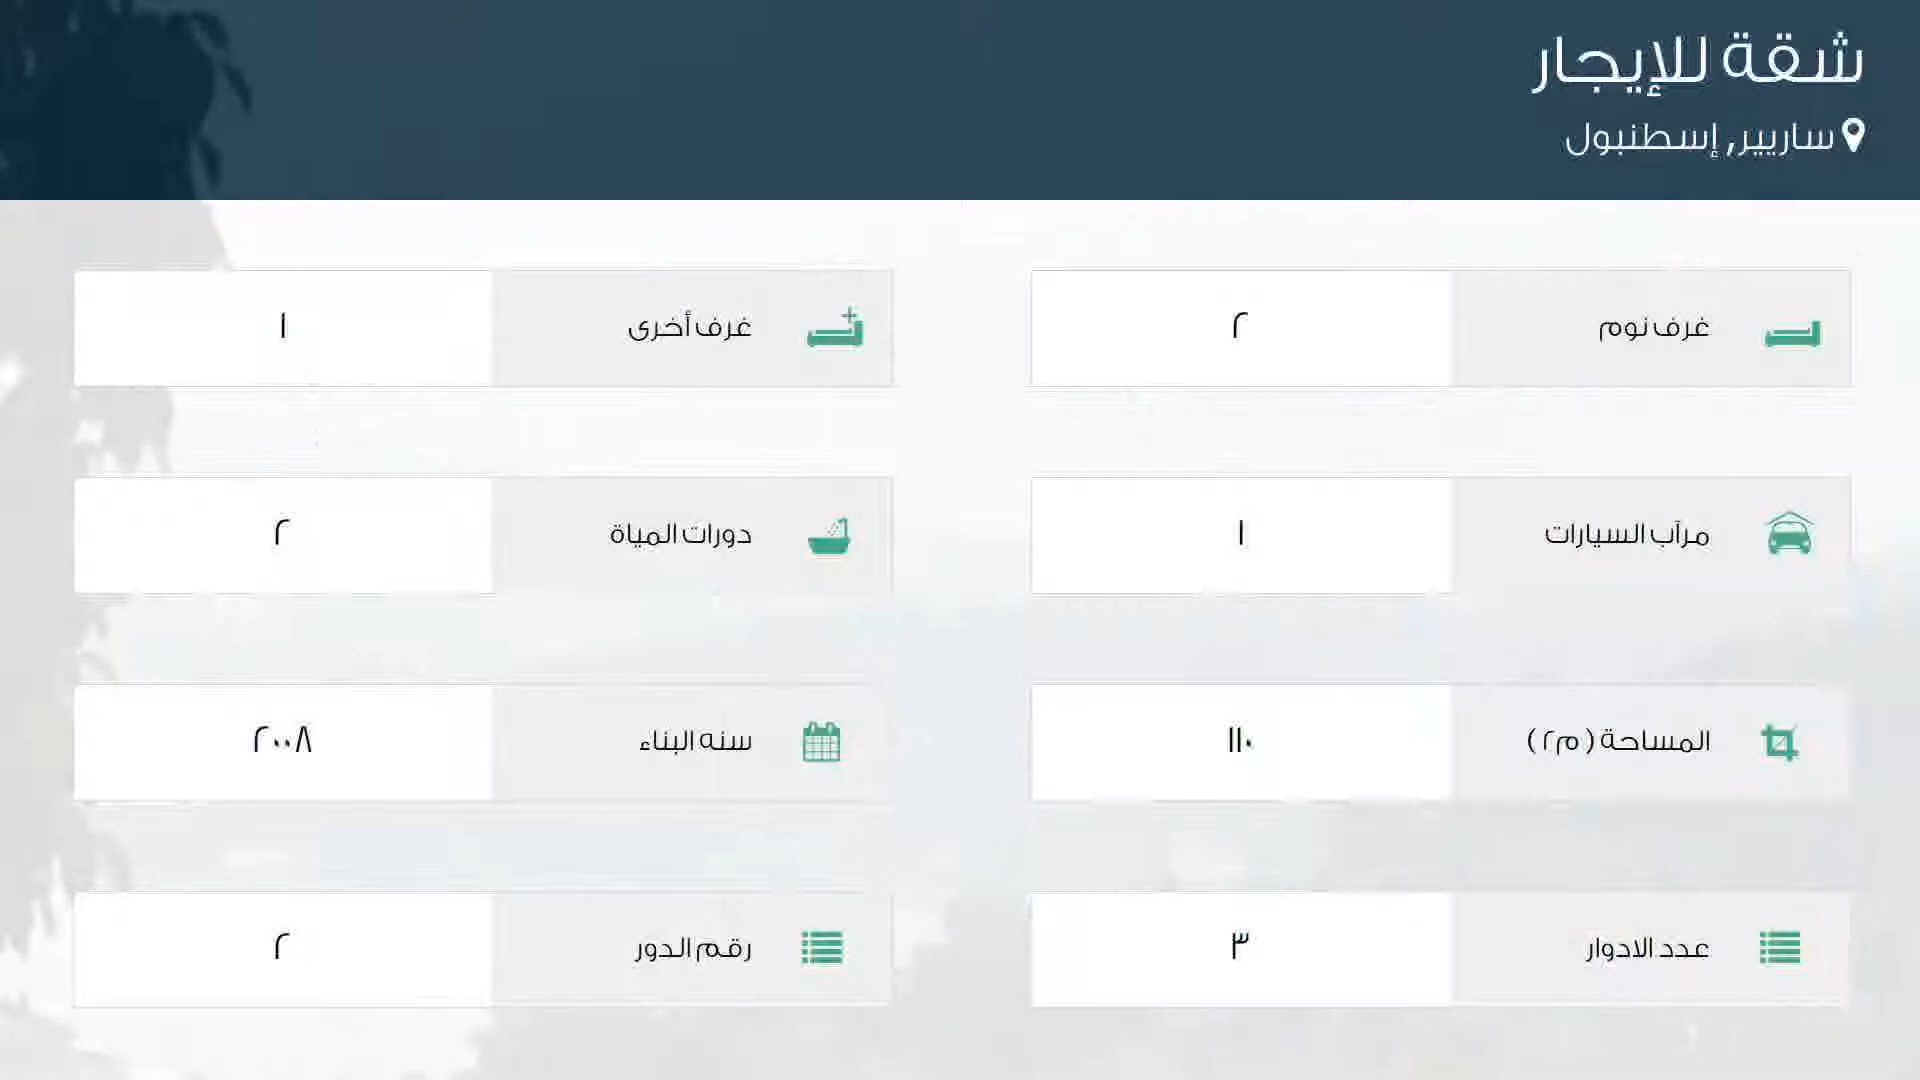 شقة للإيجار
ساريير, إسطنبول
غرف نوم ٢
غرف أخرى ١
مرآب السيارات ١
دورات المياة ٢
المساحة ( م٢ ) ١١٠
سنه البناء ٢٠٠٨
عدد الادوار ٣
رقم الدور ٢